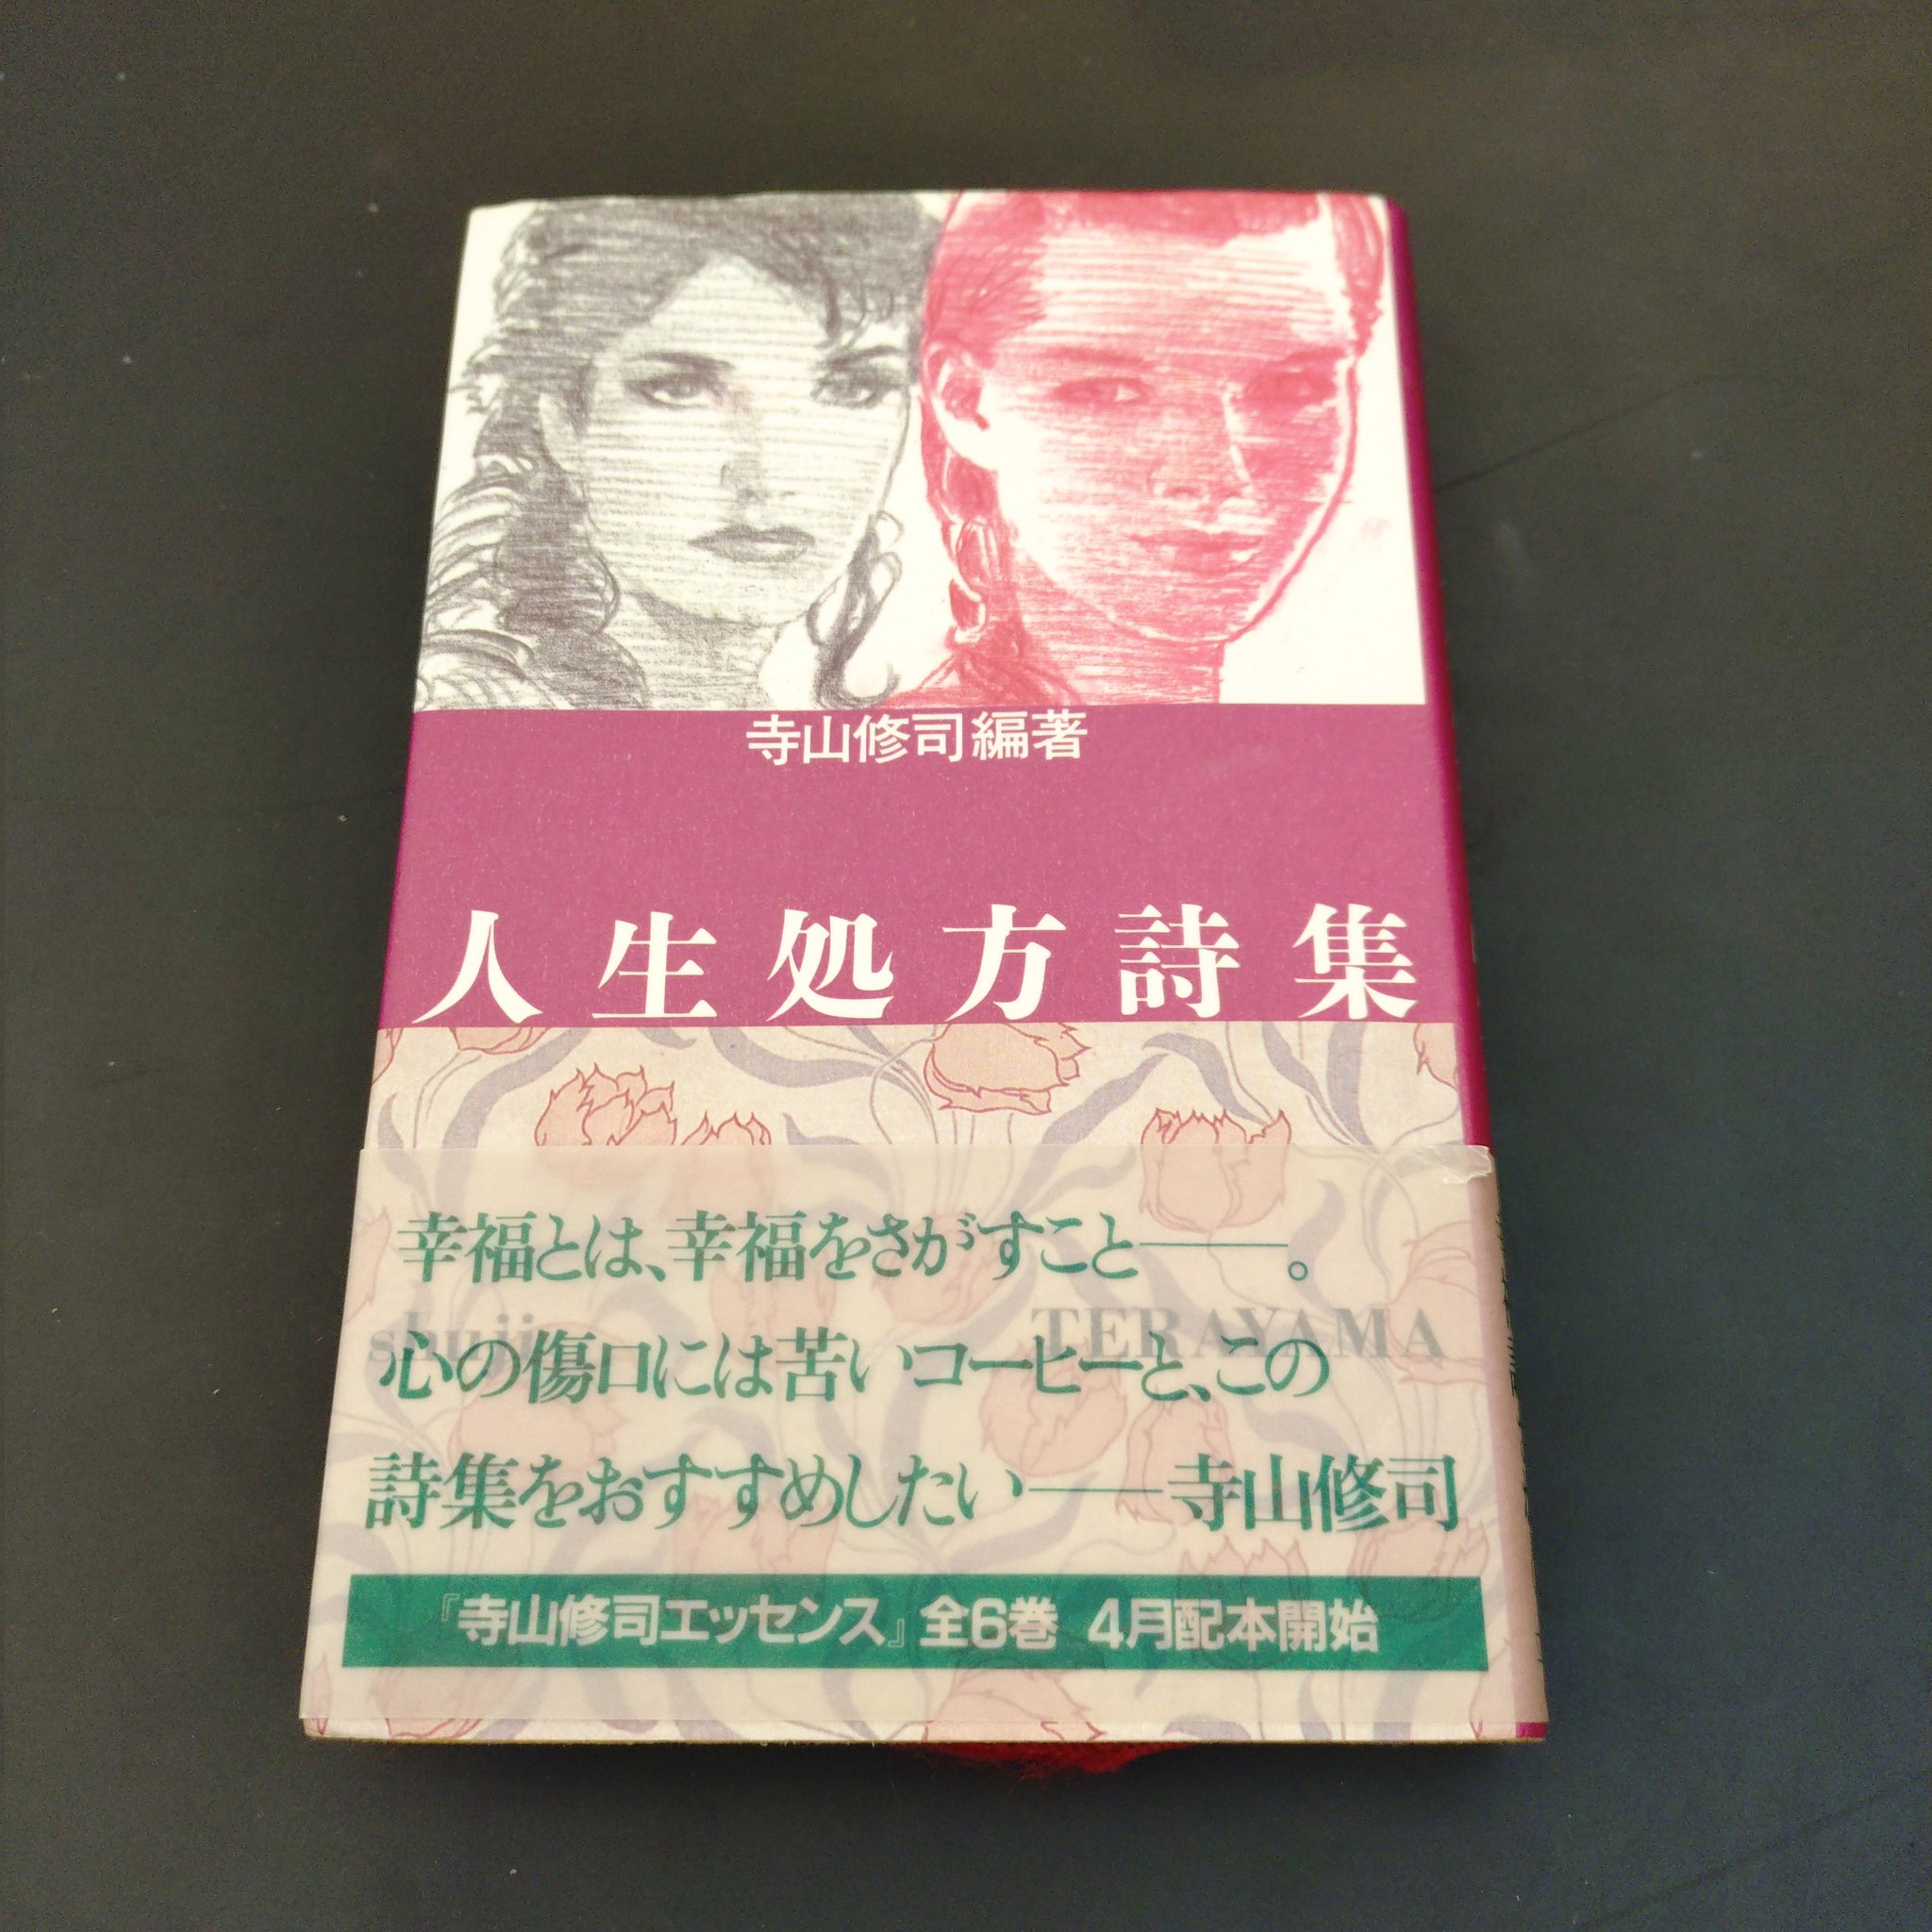 寺山修司編著
人生処方詩集
幸福とは、幸福をさがすこと――。
shuji TERAYAMA
心の傷口には苦いコーヒーと、この
詩集をおすすめしたい――寺山修司
『寺山修司エッセンス』全6巻 4月配本開始